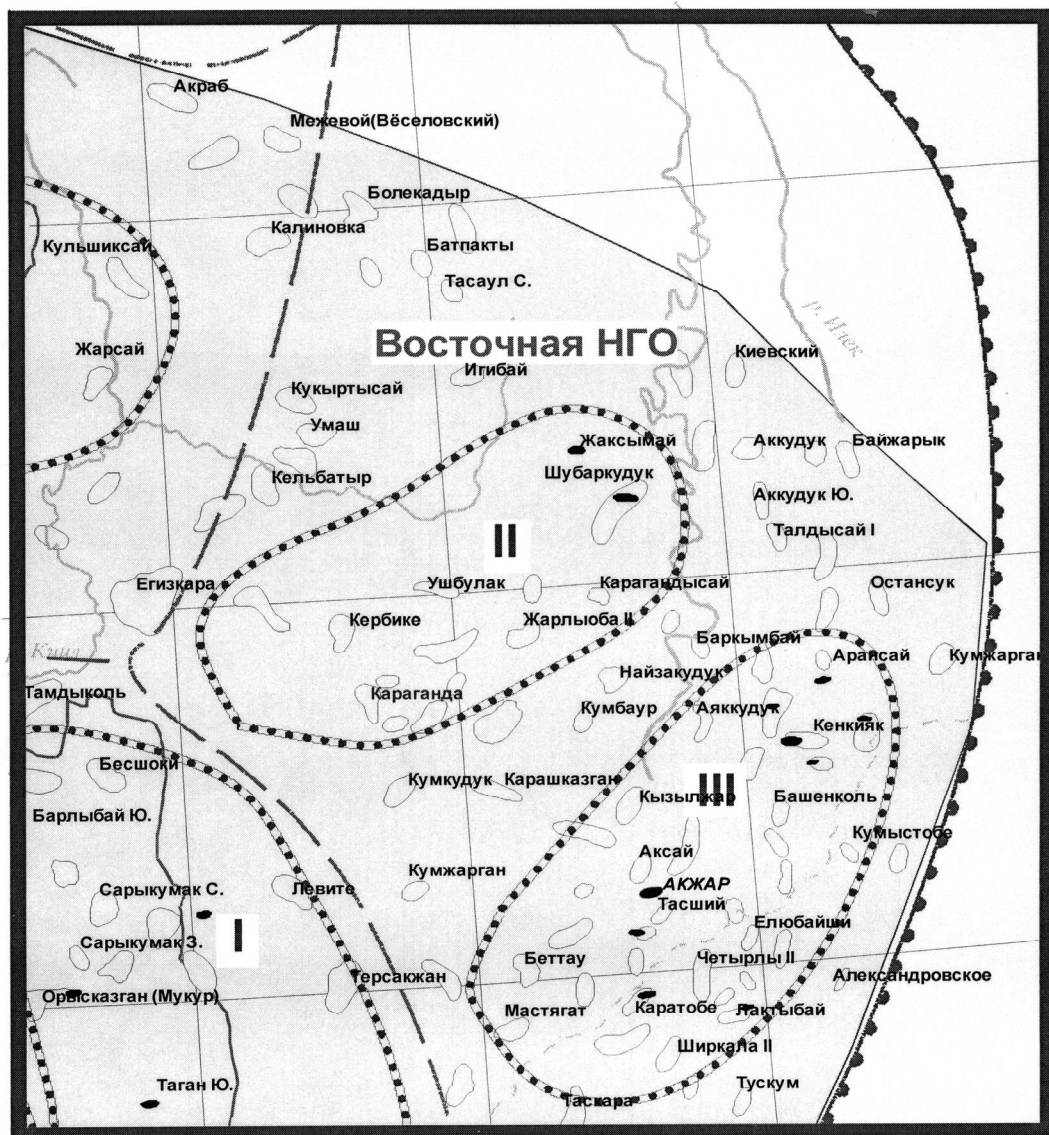 Акраб
Межевой(Вёселовский)
Болекадыр
Калиновка
Кульшиксай
Батпакты
Тасаул С.
р. Илек
Восточная НГО
Жарсай
Киевский
Игибай
Кукыртысай
Умаш
Жаксымай
Аккудук
Байжарык
Шубаркудук
Кельбатыр
Аккудук Ю.
Талдысай I
II
Егизкара
Ушбулак
Карагандысай
Остансук
Кербике
Жарлыоба II
Баркымбай
Кумжарган
Арансай
Найзакудук
Тамдыколь
Караганда
Кумбаур
Аяккудук
Кенкияк
Бесшоки
Кумкудук
Карашказган
III
Кызылжар
Башенколь
Барлыбай Ю.
Кумыстобе
Аксай
Кумжарган
Сарыкумак С.
Левите
АКЖАР
Тасший
Елюбайши
I
Сарыкумак З.
Беттау
Четырлы II
Терсакжан
Александровское
Орысказган (Мукур)
Мастягат
Каратобе
Лактыбай
Ширкала II
Таган Ю.
Тускум
Таскара